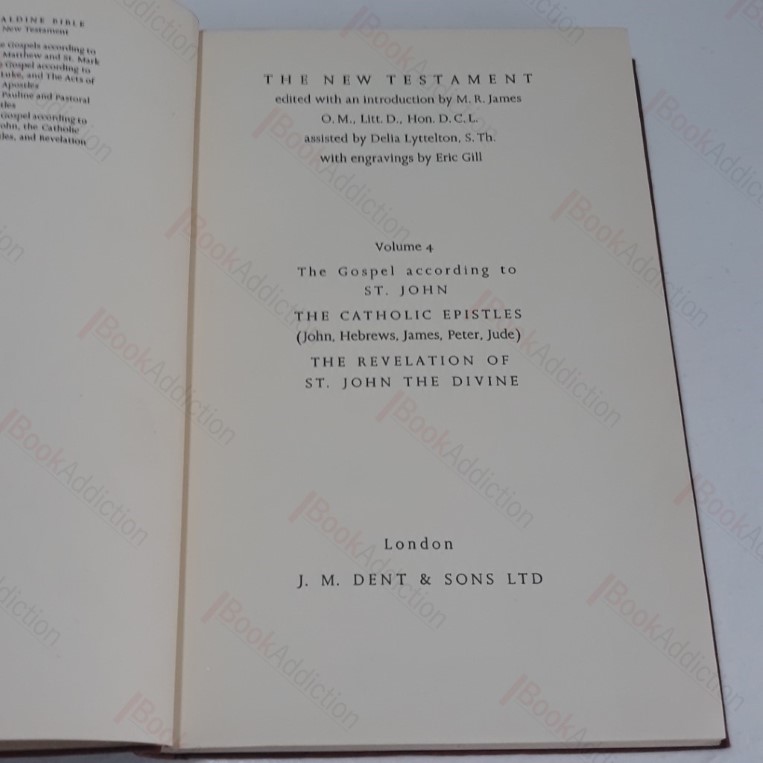 ALDINE BIBLE
New Testament
Gospels according to
Matthew and St. Mark
Gospel according to
Luke, and The Acts of
Apostles
Pauline and Pastoral
Gospel according to
John, the Catholic
and Revelation
THE NEW TESTAMENT
edited with an introduction by M. R. James
O. M., Litt. D., Hon. D. C. L.
assisted by Delia Lyttelton, S. Th.
with engravings by Eric Gill
Volume 4
The Gospel according to
ST. JOHN
THE CATHOLIC EPISTLES
(John, Hebrews, James, Peter, Jude)
THE REVELATION OF
ST. JOHN THE DIVINE
London
J. M. DENT & SONS LTD
BookAddiction